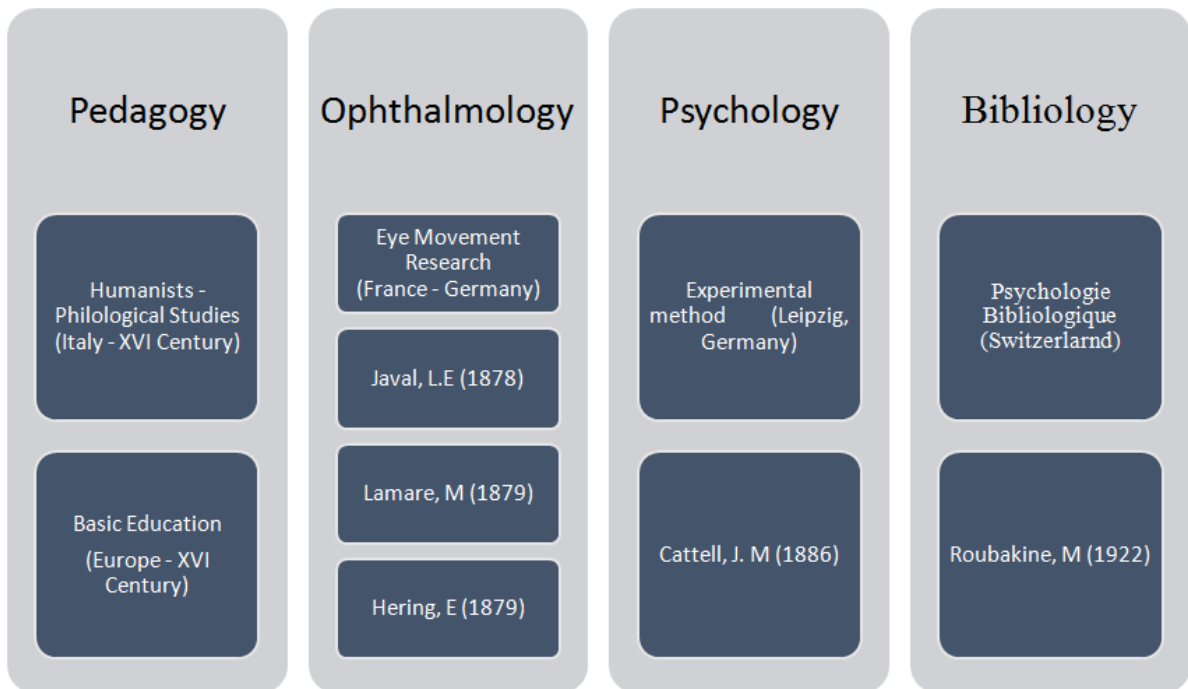 Pedagogy
Humanists -
Philological Studies
(Italy - XVI Century)
Basic Education
(Europe - XVI
Century)
Ophthalmology
Eye Movement
Research
(France - Germany)
Javal, L.E (1878)
Lamare, M (1879)
Hering, E (1879)
Psychology
Experimental
method (Leipzig,
Germany)
Cattell, J. M (1886)
Bibliology
Psychologie
Bibliologique
(Switzerlarnd)
Roubakine, M (1922)